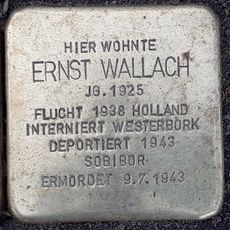 HIER WOHNTE
ERNST WALLACH
JG. 1925
FLUCHT 1938 HOLLAND
INTERNIERT WESTERBORK
DEPORTIERT 1943
SOBIBOR
ERMORDET 9.7.1943